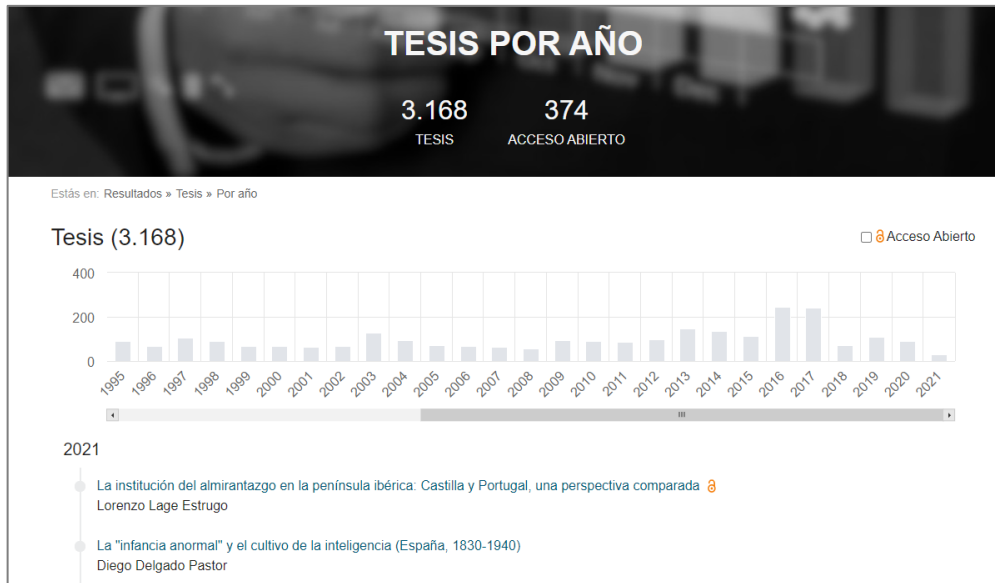 TESIS POR AÑO
3.168 374
TESIS ACCESO ABIERTO
Estás en: Resultados » Tesis » Por año
Tesis (3.168)
Acceso Abierto
400
200
0
1995 1996 1997 1998 1999 2000 2001 2002 2003 2004 2005 2006 2007 2008 2009 2010 2011 2012 2013 2014 2015 2016 2017 2018 2019 2020 2021
2021
La institución del almirantazgo en la península ibérica: Castilla y Portugal, una perspectiva comparada
Lorenzo Lage Estrugo
La "infancia anormal" y el cultivo de la inteligencia (España, 1830-1940)
Diego Delgado Pastor